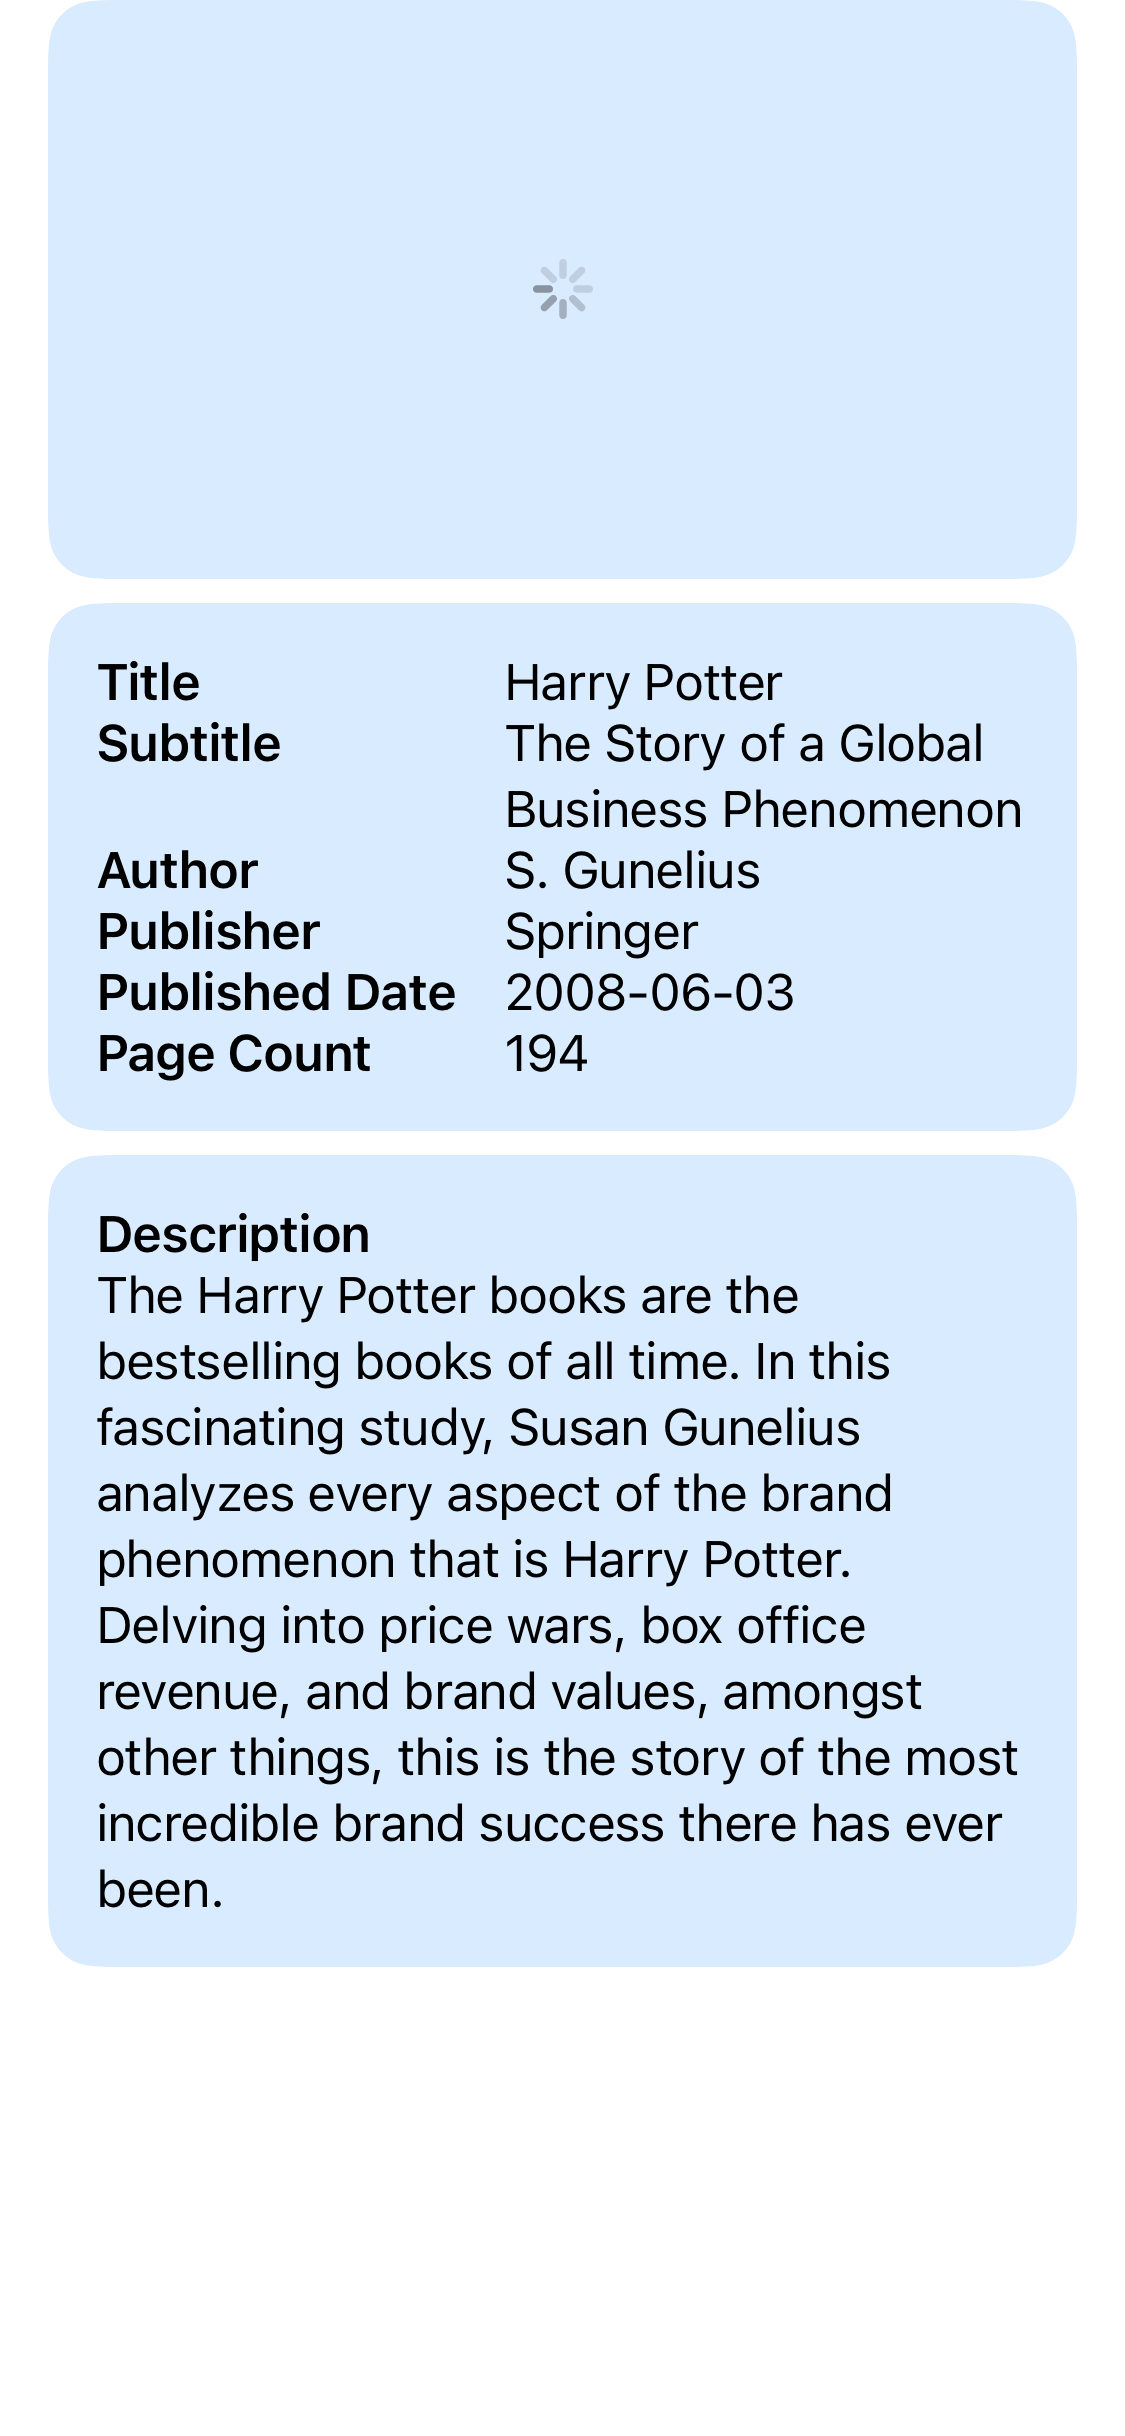 Title Harry Potter
Subtitle The Story of a Global
Business Phenomenon
Author S. Gunelius
Publisher Springer
Published Date 2008-06-03
Page Count 194
Description
The Harry Potter books are the
bestselling books of all time. In this
fascinating study, Susan Gunelius
analyzes every aspect of the brand
phenomenon that is Harry Potter.
Delving into price wars, box office
revenue, and brand values, amongst
other things, this is the story of the most
incredible brand success there has ever
been.